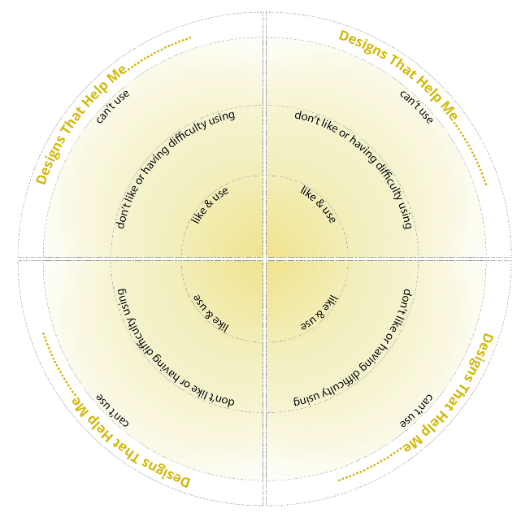 Designs That Help Me..................
can't use
don't like or having difficulty using
like & use
Designs That Help Me..................
can't use
don't like or having difficulty using
like & use
like & use
don't like or having difficulty using
can't use
Designs That Help Me..................
like & use
don't like or having difficulty using
can't use
Designs That Help Me..................